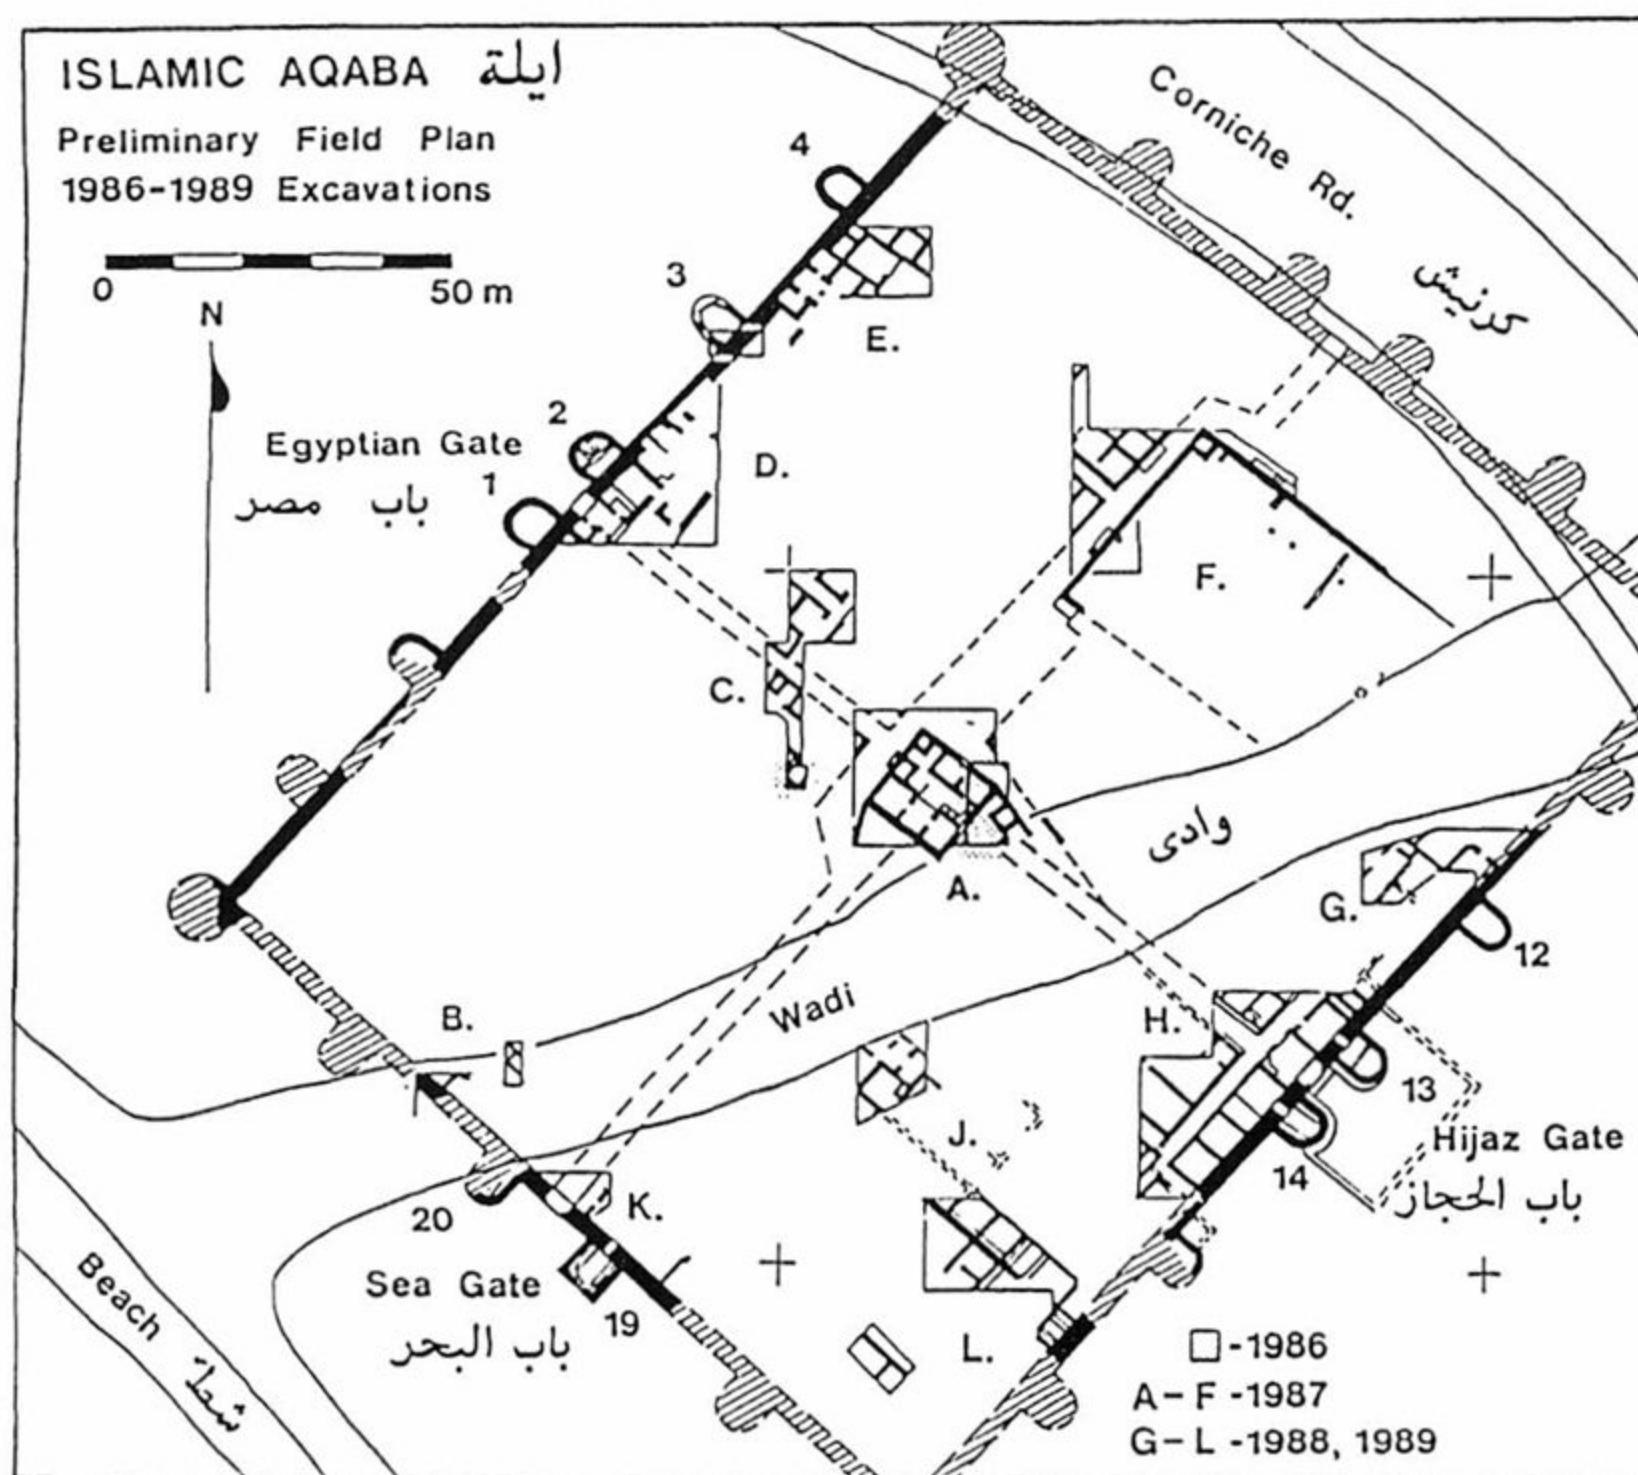 ISLAMIC AQABA ايلة
Preliminary Field Plan
1986-1989 Excavations
0 50 m
N
Corniche Rd.
كرنيش
4
3
E.
2
Egyptian Gate
باب مصر
1
D.
F.
C.
A.
وادى
Wadi
G.
12
B.
H.
13
J.
Hijaz Gate
باب الحجاز
14
20
K.
Sea Gate
باب البحر
19
L.
Beach
شط
□-1986
A-F-1987
G-L-1988, 1989